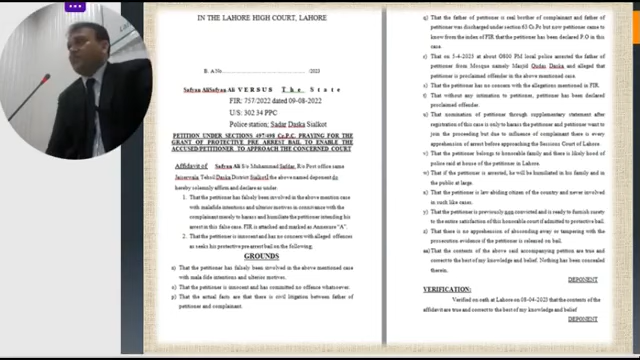 IN THE LAHORE HIGH COURT, LAHORE
B. A No. ................................./2023
Sufyan Ali/Sufyan Ali V E R S U S T h e S t a t e
FIR: 757/2022 dated 09-08-2022
U/S: 302 34 PPC
Police station; Sadar Daska Sialkot
PETITION UNDER SECTIONS 497/498 Cr.P.C. PRAYING FOR THE
GRANT OF PROTECTIVE PRE ARREST BAIL TO ENABLE THE
ACCUSED/PETITIONER TO APPROACH THE CONCERNED COURT
Affidavit of Sufyan Ali S/o Muhammad R/o Post office same
Tehsil Daska District Sialkot the above named deponent do
hereby solemnly affirm and declare as under.
1. That the petitioner has falsely been involved in the above mention case
with malafide intentions and ulterior motives in connivance with the
complainant merely to harass and humiliate the petitioner intending his
arrest in this false case. FIR is attached and marked as Annexure "A".
2. That the petitioner is innocent and has no concern with alleged offences
as seeks his protective pre arrest bail on the following;
GROUNDS
That the petitioner has falsely been involved in the above mentioned case
with mala fide intentions and ulterior motives.
o) That the petitioner is innocent and has committed no offence whatsoever.
p) That the actual facts are that there is civil litigation between father of
petitioner and complainant.
q) That the father of petitioner is real brother of complainant and father of
petitioner was discharged under section 63 Cr.Pc but now petitioner came
to know from the index of FIR that the petitioner has been declared P.O in this
case.
r) That on 5-4-2023 at about 0800 PM local police arrested the father of
petitioner from Mosque namely Masjid Daska and alleged that
petitioner is proclaimed offender in the above mentioned case.
s) That the petitioner has no concern with the allegations mentioned in FIR.
t) That without any intimation to petitioner, petitioner has been declared
proclaimed offender.
u) That nomination of petitioner through supplementary statement after
registration of this case is only to harass the petitioner and petitioner want to
join the proceeding but due to influence of complainant there is every
apprehension of arrest before approaching the Sessions Court of Lahore.
v) That the petitioner belongs to honorable family and there is likely hood of
police raid at house of the petitioner in Lahore.
w) That if the petitioner is arrested, he will be humiliated in his family and in
the public at large.
x) That the petitioner is law abiding citizen of the country and never involved
in such like cases.
y) That the petitioner is previously non convicted and is ready to furnish surety
to the entire satisfaction of this honorable court if admitted to protective bail.
z) That there is no apprehension of absconding away or tampering with the
prosecution evidence if the petitioner is released on bail.
aa) That the contents of the above said accompanying petition are true and
correct to the best of my knowledge and belief. Nothing has been concealed
therein.
DEPONENT
VERIFICATION:
Verified on oath at Lahore on 08-04-2023 that the contents of the
affidavit are true and correct to the best of my knowledge and belief
DEPONENT